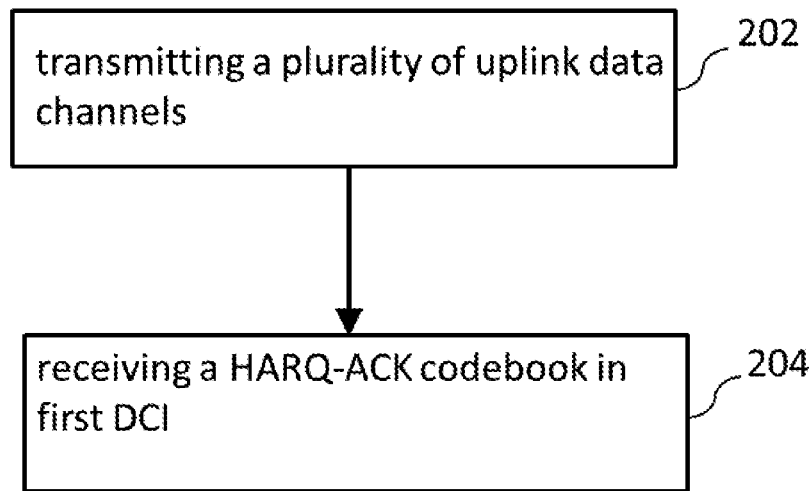 202
transmitting a plurality of uplink data
channels
204
receiving a HARQ-ACK codebook in
first DCI